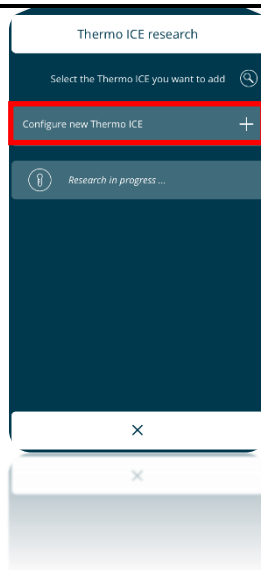 Thermo ICE research
Select the Thermo ICE you want to add
Configure new Thermo ICE
Research in progress ...